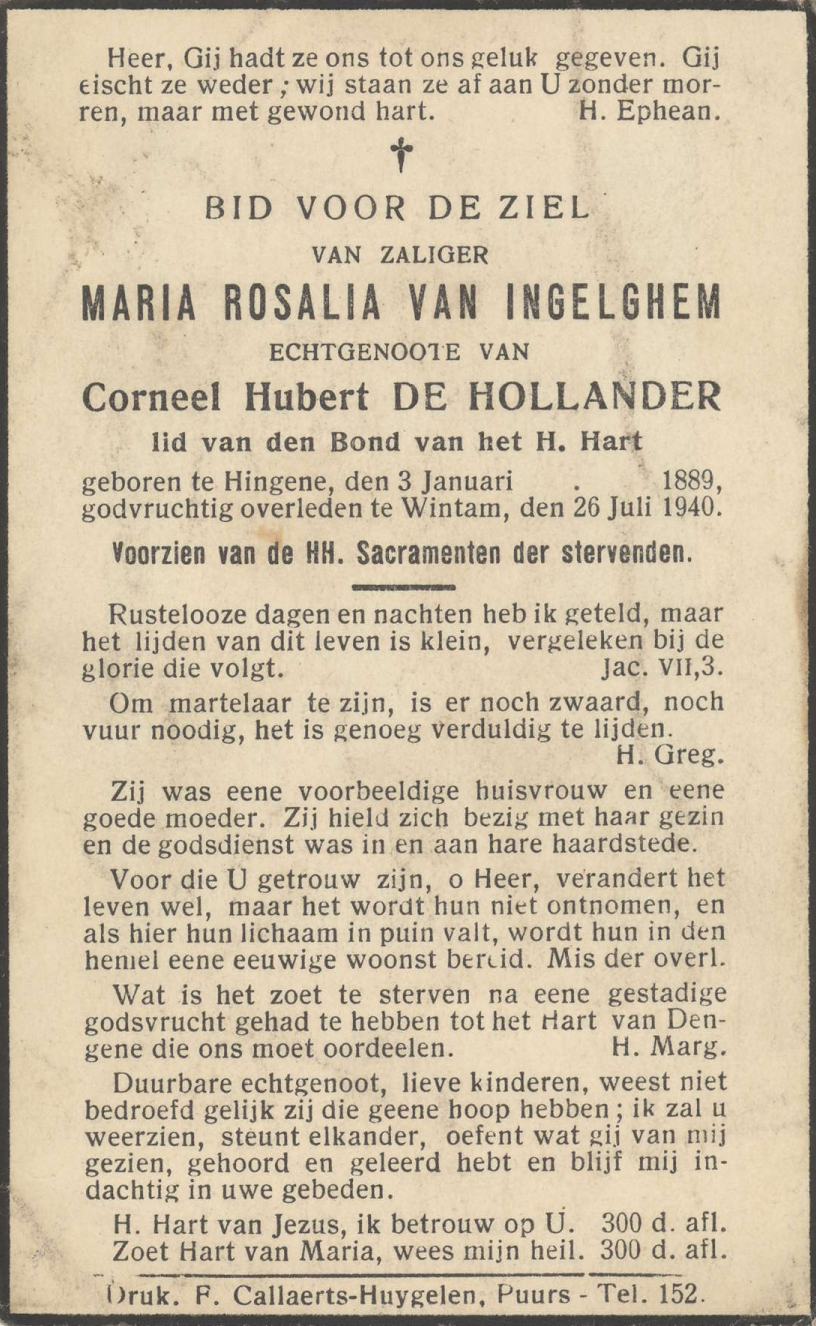 Heer, Gij hadt ze ons tot ons geluk gegeven. Gij
eischt ze weder ; wij staan ze af aan U zonder mor-
ren, maar met gewond hart. H. Ephean.
†
BID VOOR DE ZIEL
VAN ZALIGER
MARIA ROSALIA VAN INGELGHEM
ECHTGENOOTE VAN
Corneel Hubert DE HOLLANDER
lid van den Bond van het H. Hart
geboren te Hingene, den 3 Januari . 1889,
godvruchtig overleden te Wintam, den 26 Juli 1940.
Voorzien van de HH. Sacramenten der stervenden.
Rustelooze dagen en nachten heb ik geteld, maar
het lijden van dit leven is klein, vergeleken bij de
glorie die volgt. Jac. VII,3.
Om martelaar te zijn, is er noch zwaard, noch
vuur noodig, het is genoeg verduldig te lijden.
H. Greg.
Zij was eene voorbeeldige huisvrouw en eene
goede moeder. Zij hield zich bezig met haar gezin
en de godsdienst was in en aan hare haardstede.
Voor die U getrouw zijn, o Heer, verandert het
leven wel, maar het wordt hun niet ontnomen, en
als hier hun lichaam in puin valt, wordt hun in den
hemel eene eeuwige woonst bereid. Mis der overl.
Wat is het zoet te sterven na eene gestadige
godsvrucht gehad te hebben tot het Hart van Den-
gene die ons moet oordeelen. H. Marg.
Duurbare echtgenoot, lieve kinderen, weest niet
bedroefd gelijk zij die geene hoop hebben ; ik zal u
weerzien, steunt elkander, oefent wat gij van mij
gezien, gehoord en geleerd hebt en blijf mij in-
dachtig in uwe gebeden.
H. Hart van Jezus, ik betrouw op U. 300 d. afl.
Zoet Hart van Maria, wees mijn heil. 300 d. afl.
Druk. F. Callaerts-Huygelen, Puurs - Tel. 152.